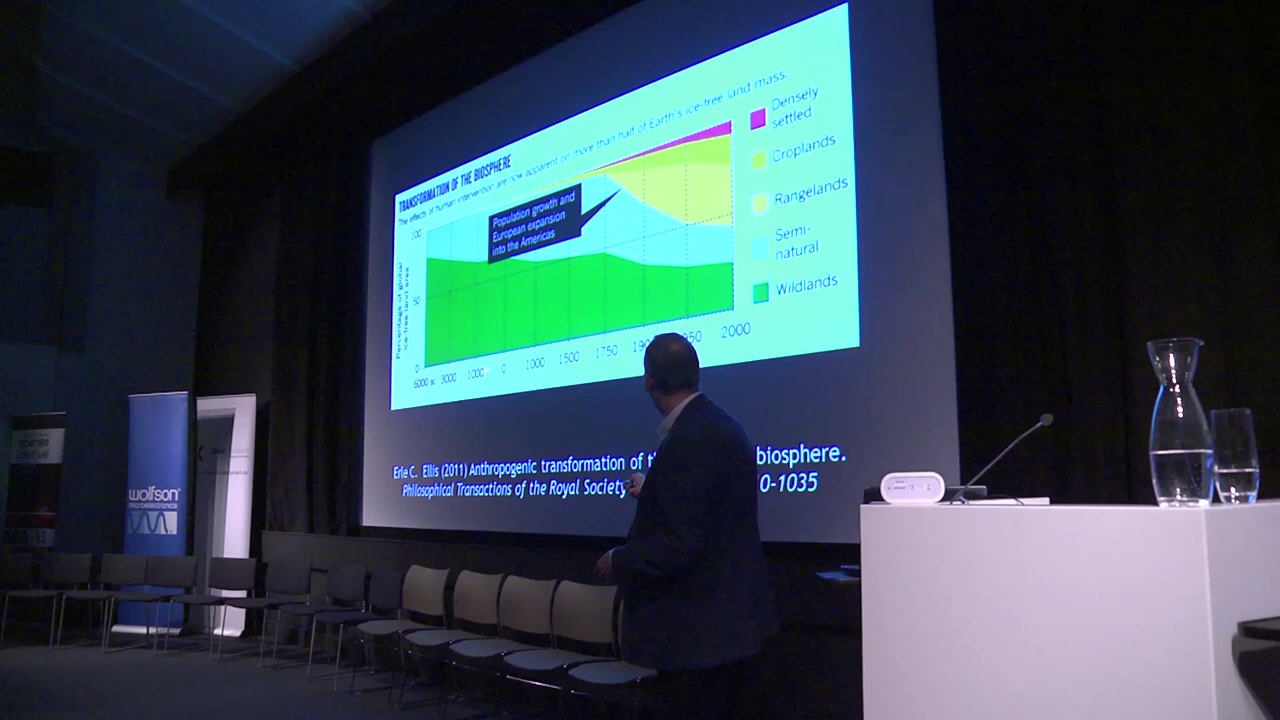 TRANSFORMATION OF THE BIOSPHERE
The effects of human intervention are now apparent on more than half of Earth's ice-free land mass.
Densely
settled
Croplands
Rangelands
Semi-
natural
Wildlands
Population growth and
European expansion
into the Americas
Percentage of global
ice-free land area
100
50
0
6000 BC 3000 1000 0 1000 1500 1750 2000
Erle C. Ellis (2011) Anthropogenic transformation of biosphere.
Philosophical Transactions of the Royal Society 0-1035
wolfson
microelectronics